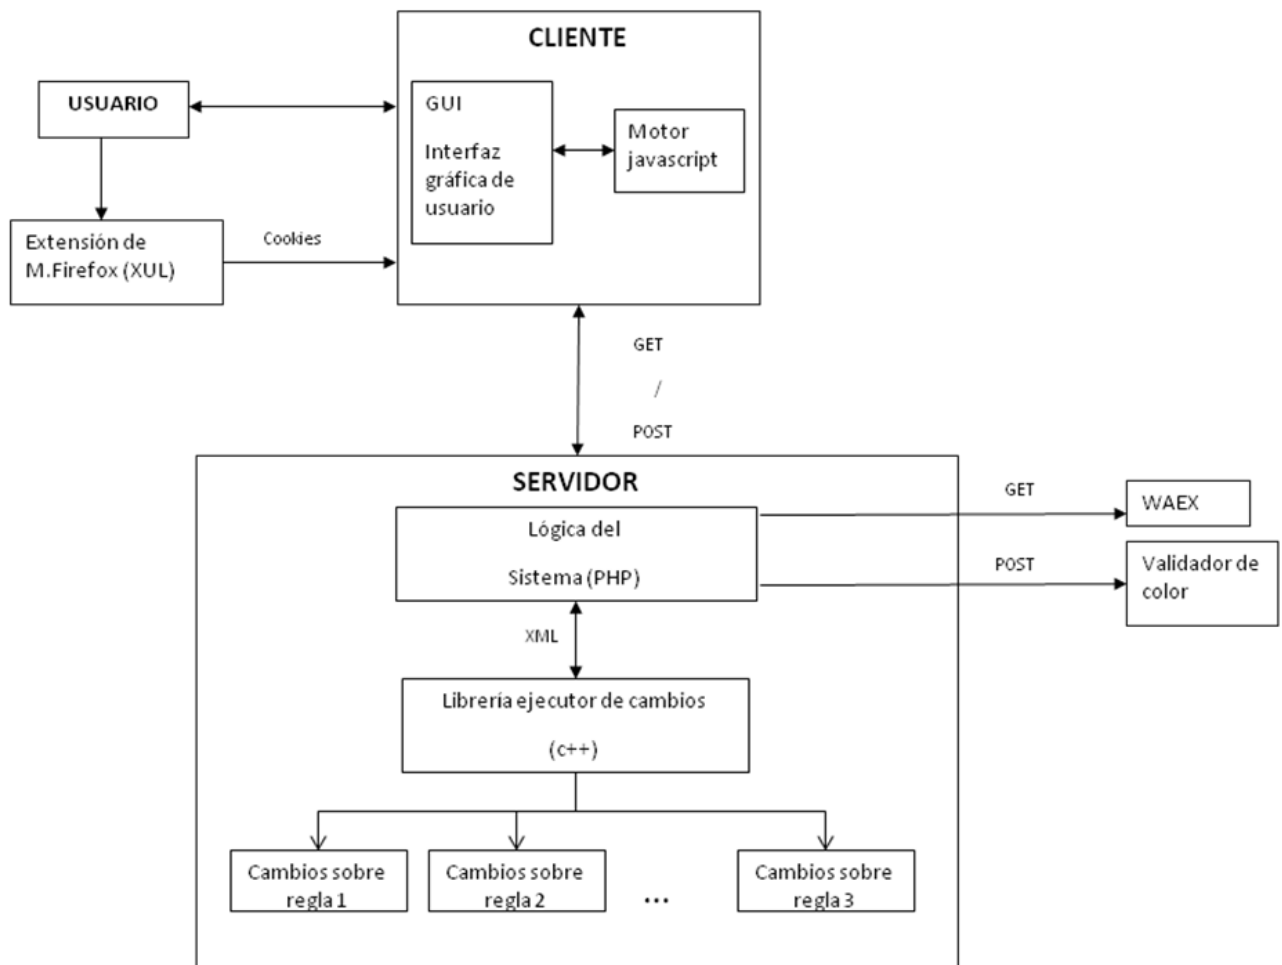 CLIENTE
USUARIO
GUI
Interfaz
gráfica de
usuario
Motor
javascript
Extensión de
M.Firefox (XUL)
Cookies
GET
/
POST
SERVIDOR
Lógica del
Sistema (PHP)
GET
WAEX
POST
Validador de
color
XML
Librería ejecutor de cambios
(c++)
Cambios sobre
regla 1
Cambios sobre
regla 2
...
Cambios sobre
regla 3